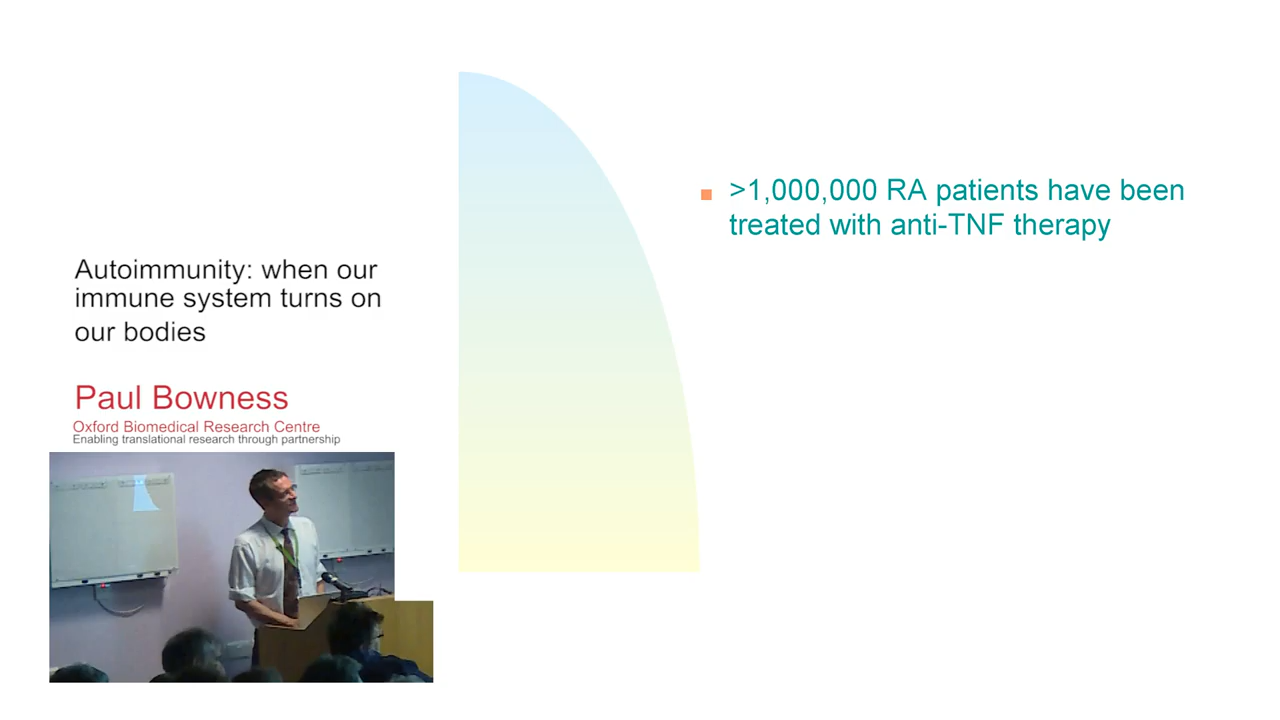 Autoimmunity: when our
immune system turns on
our bodies
Paul Bowness
Oxford Biomedical Research Centre
Enabling translational research through partnership
>1,000,000 RA patients have been
treated with anti-TNF therapy